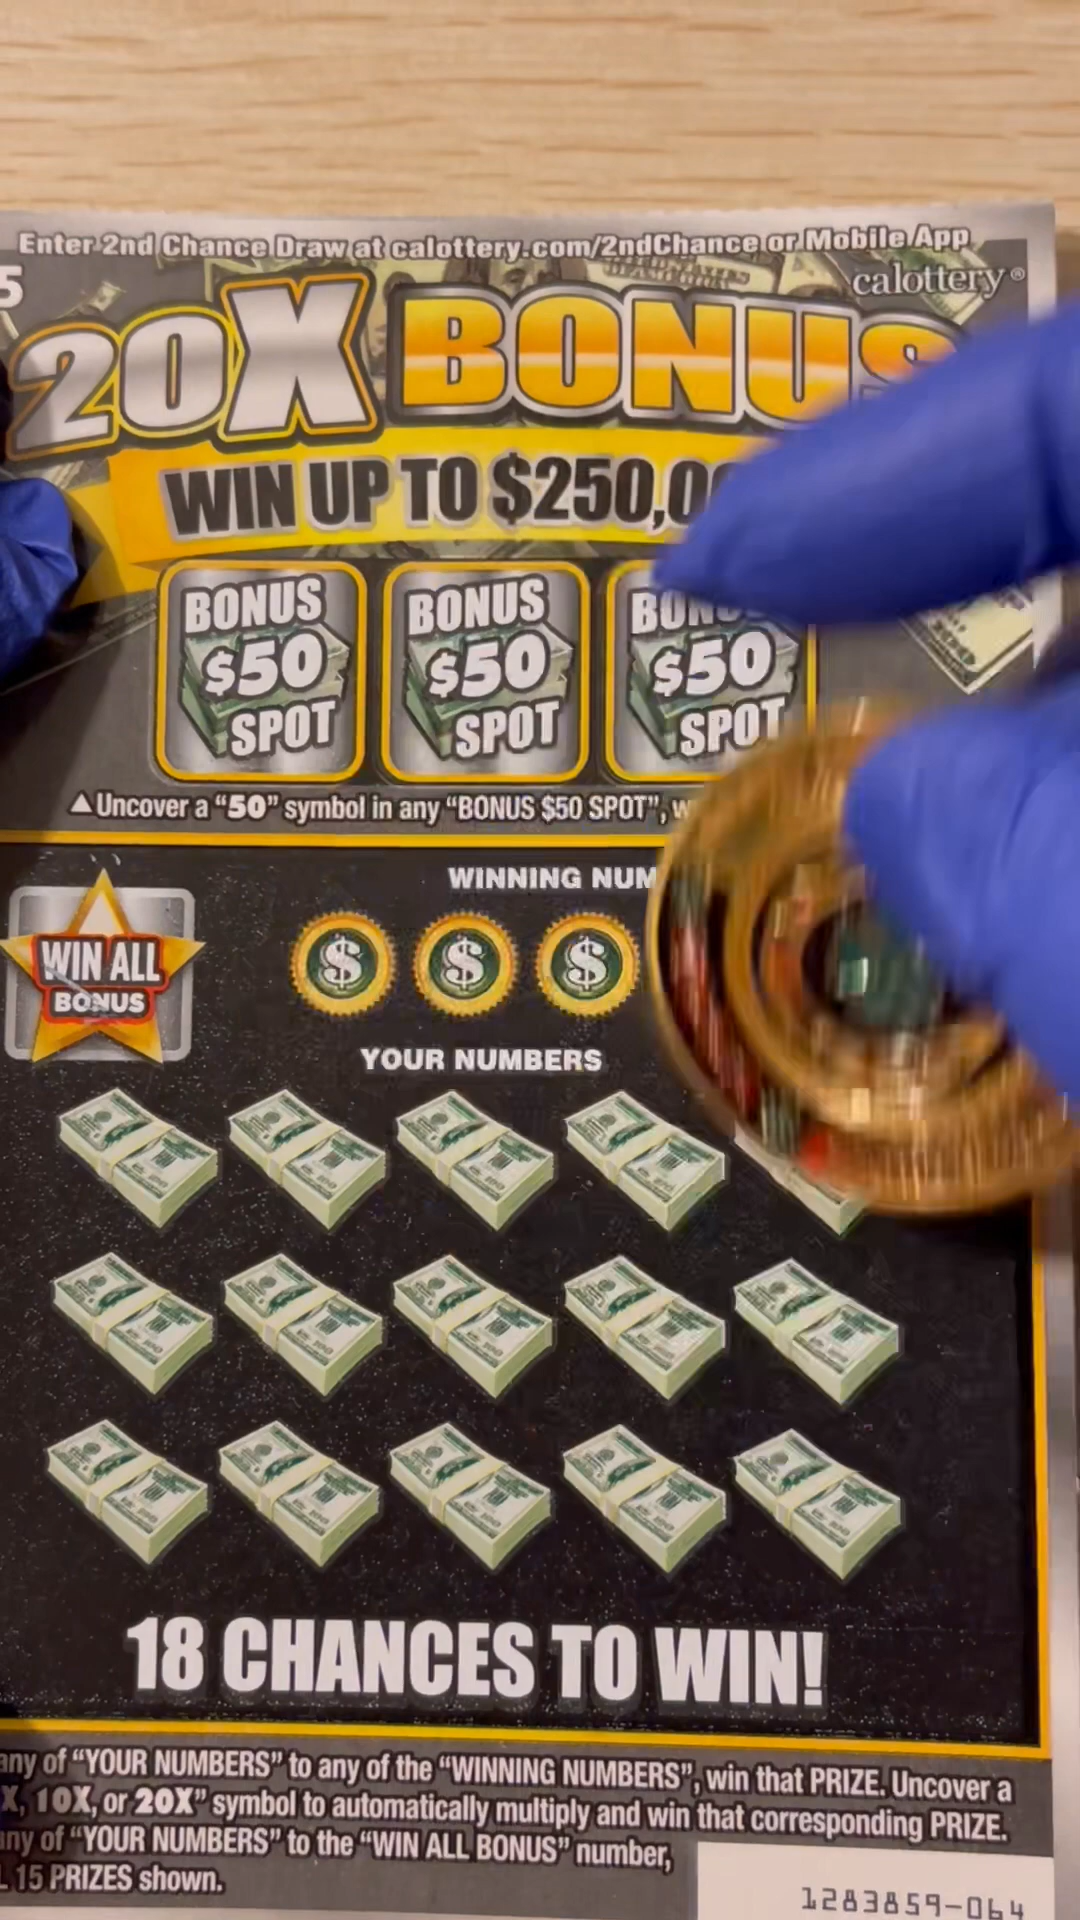 Enter 2nd Chance Draw at calottery.com/2ndChance or Mobile App
5
calottery®
20X BONUS
WIN UP TO $250,0
BONUS $50 SPOT
BONUS $50 SPOT
$50 SPOT
▲Uncover a "50" symbol in any "BONUS $50 SPOT", w
WINNING NUM
WIN ALL
BONUS
$ $ $
YOUR NUMBERS
18 CHANCES TO WIN!
any of "YOUR NUMBERS" to any of the "WINNING NUMBERS", win that PRIZE. Uncover a
X, 10X, or 20X" symbol to automatically multiply and win that corresponding PRIZE.
any of "YOUR NUMBERS" to the "WIN ALL BONUS" number,
15 PRIZES shown.
1283859-064